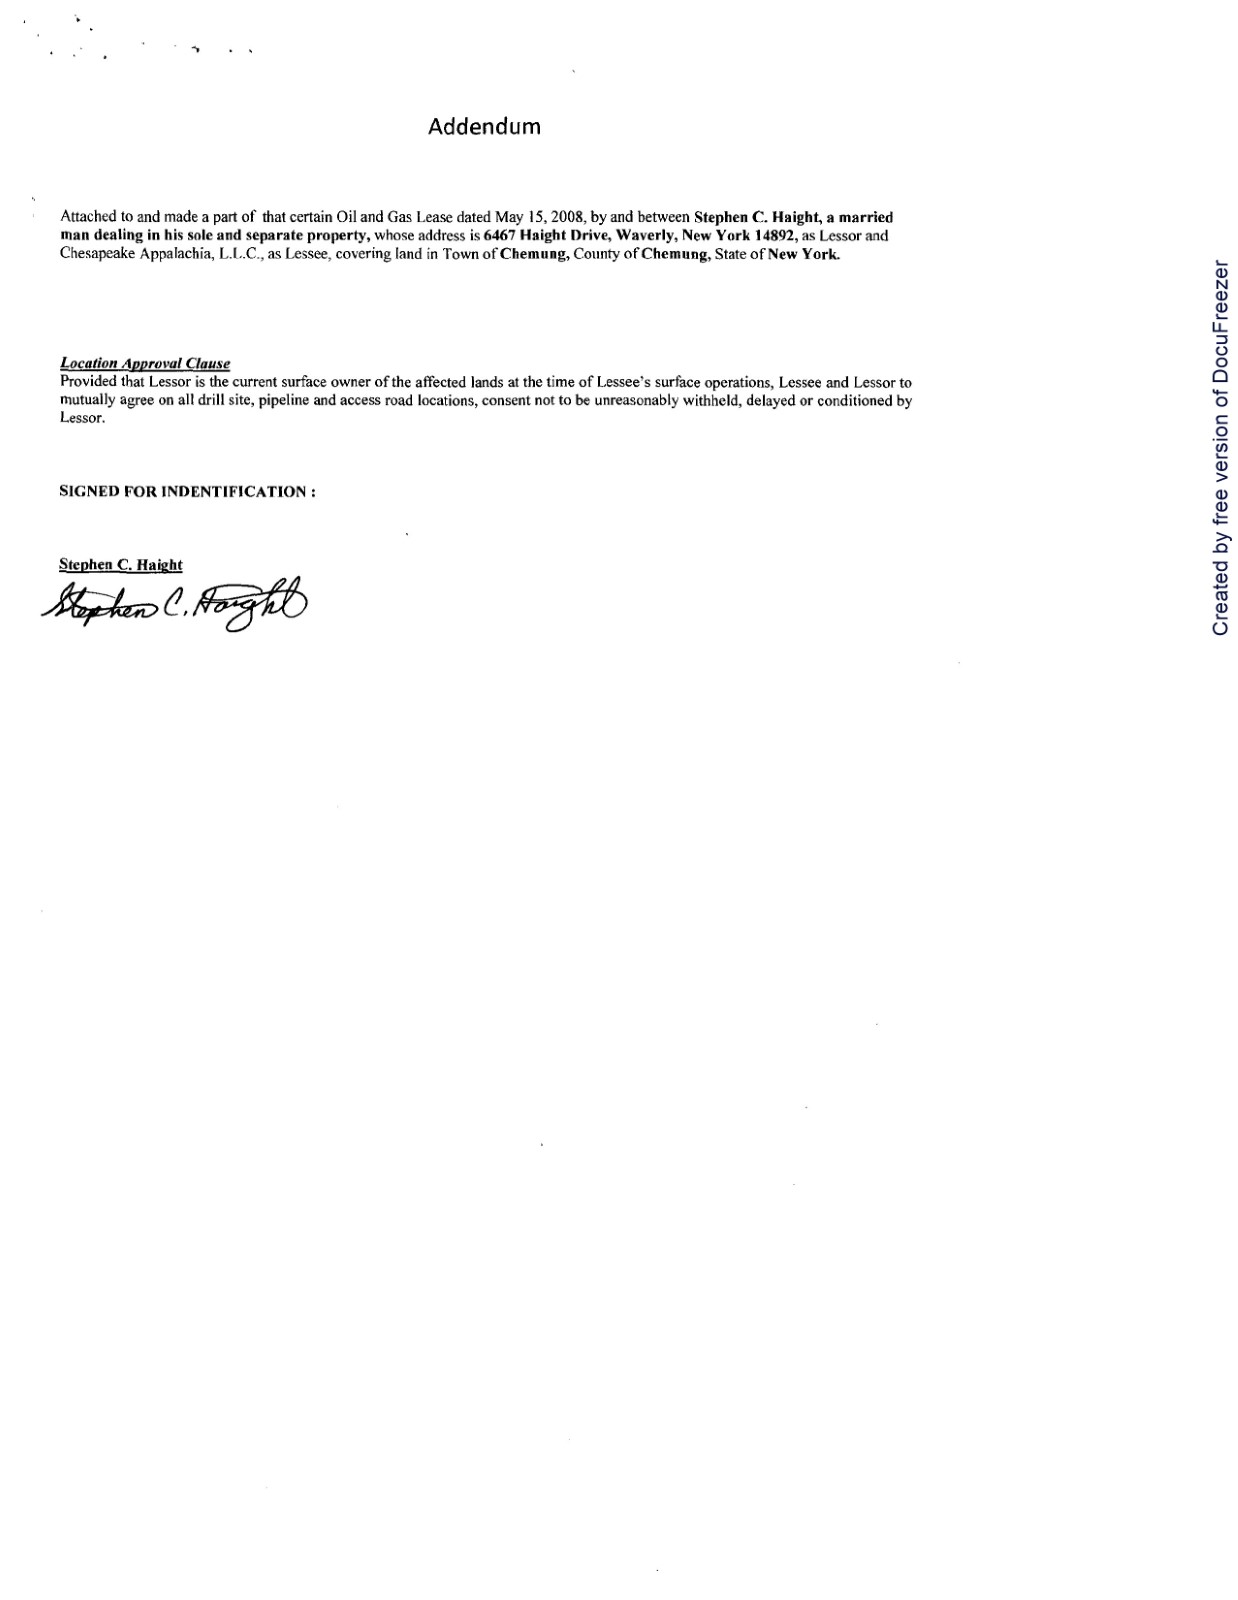 Addendum
Attached to and made a part of that certain Oil and Gas Lease dated May 15, 2008, by and between Stephen C. Haight, a married
man dealing in his sole and separate property, whose address is 6467 Haight Drive, Waverly, New York 14892, as Lessor and
Chesapeake Appalachia, L.L.C., as Lessee, covering land in Town of Chemung, County of Chemung, State of New York.
Location Approval Clause
Provided that Lessor is the current surface owner of the affected lands at the time of Lessee's surface operations, Lessee and Lessor to
mutually agree on all drill site, pipeline and access road locations, consent not to be unreasonably withheld, delayed or conditioned by
Lessor.
SIGNED FOR INDENTIFICATION :
Stephen C. Haight
Stephen C. Haight
Created by free version of DocuFreezer